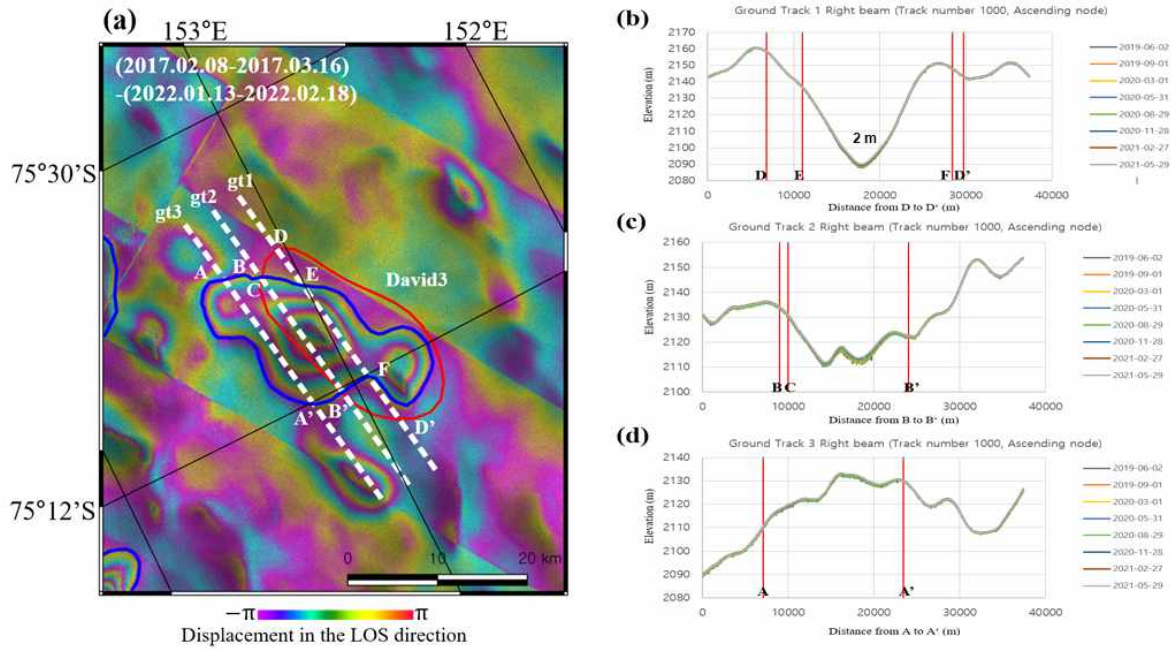 (a)
153°E
152°E
(2017.02.08-2017.03.16)
-(2022.01.13-2022.02.18)
75°30'S
75°12'S
gt1
gt2
gt3
D
A
B
E
C
David3
F
A'
B'
D'
0
10
20 km
−π
π
Displacement in the LOS direction
(b)
Ground Track 1 Right beam (Track number 1000, Ascending node)
Elevation (m)
2170
2160
2150
2140
2130
2120
2110
2100
2090
2080
2 m
D
E
F
D'
0
10000
20000
30000
40000
Distance from D to D' (m)
2019-06-02
2019-09-01
2020-03-01
2020-05-31
2020-08-29
2020-11-28
2021-02-27
2021-05-29
(c)
Ground Track 2 Right beam (Track number 1000, Ascending node)
Elevation (m)
2160
2150
2140
2130
2120
2110
2100
B
C
B'
0
10000
20000
30000
40000
Distance from B to B' (m)
2019-06-02
2019-09-01
2020-03-01
2020-05-31
2020-08-29
2020-11-28
2021-02-27
2021-05-29
(d)
Ground Track 3 Right beam (Track number 1000, Ascending node)
Elevation (m)
2140
2130
2120
2110
2100
2090
2080
A
A'
0
10000
20000
30000
40000
Distance from A to A' (m)
2019-06-02
2019-09-01
2020-03-01
2020-05-31
2020-08-29
2020-11-28
2021-02-27
2021-05-29